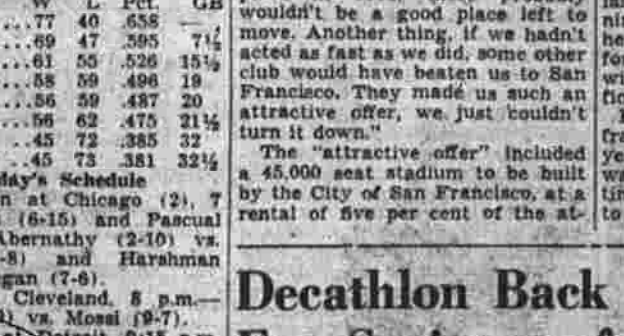 W L Pct. GB
...77 40 .658 —
...69 47 .595 7½
...61 55 .526 15½
...58 59 .496 19
...56 59 .487 20
...56 62 .475 21½
...45 72 .385 32
...45 73 .381 32½
day's Schedule
n at Chicago (2), 7
(6-15) and Pascual
Abernathy (2-10) vs.
-8) and Harshman
gan (7-6).
Cleveland, 8 p.m.—
vs. Mossi (9-7).
wouldn't be a good place left to
move. Another thing, if we hadn't
acted as fast as we did, some other
club would have beaten us to San
Francisco. They made us such an
attractive offer, we just couldn't
turn it down."
The "attractive offer" included
a 45,000 seat stadium to be built
by the City of San Francisco, at a
rental of five per cent of the at-
Decathlon Back